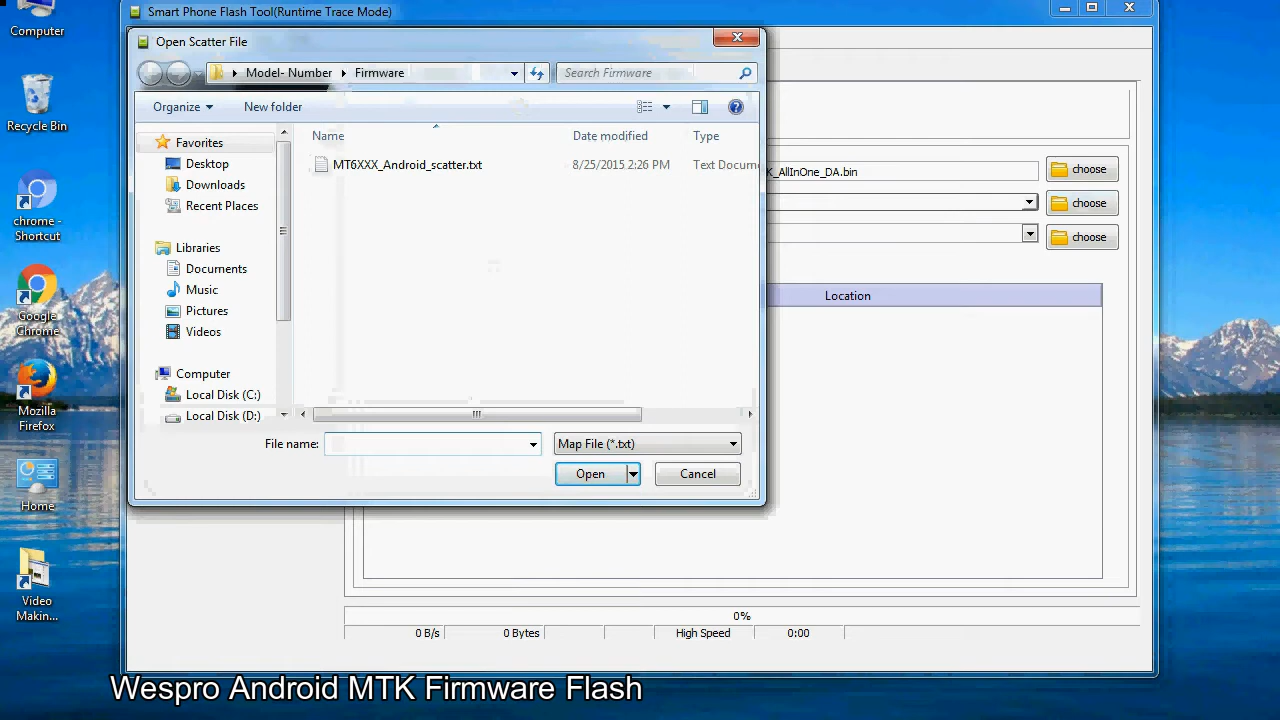 Computer
Recycle Bin
chrome - Shortcut
Google Chrome
Mozilla Firefox
Home
Video Makin...
Smart Phone Flash Tool(Runtime Trace Mode)
Open Scatter File
Model- Number
Firmware
Search Firmware
Organize
New folder
Favorites
Desktop
Downloads
Recent Places
Libraries
Documents
Music
Pictures
Videos
Computer
Local Disk (C:)
Local Disk (D:)
Name
Date modified
Type
MT6XXX_Android_scatter.txt
8/25/2015 2:26 PM
Text Docum
File name:
Map File (*.txt)
Open
Cancel
K_AllInOne_DA.bin
choose
choose
choose
Location
0%
0 B/s
0 Bytes
High Speed
0:00
Wespro Android MTK Firmware Flash